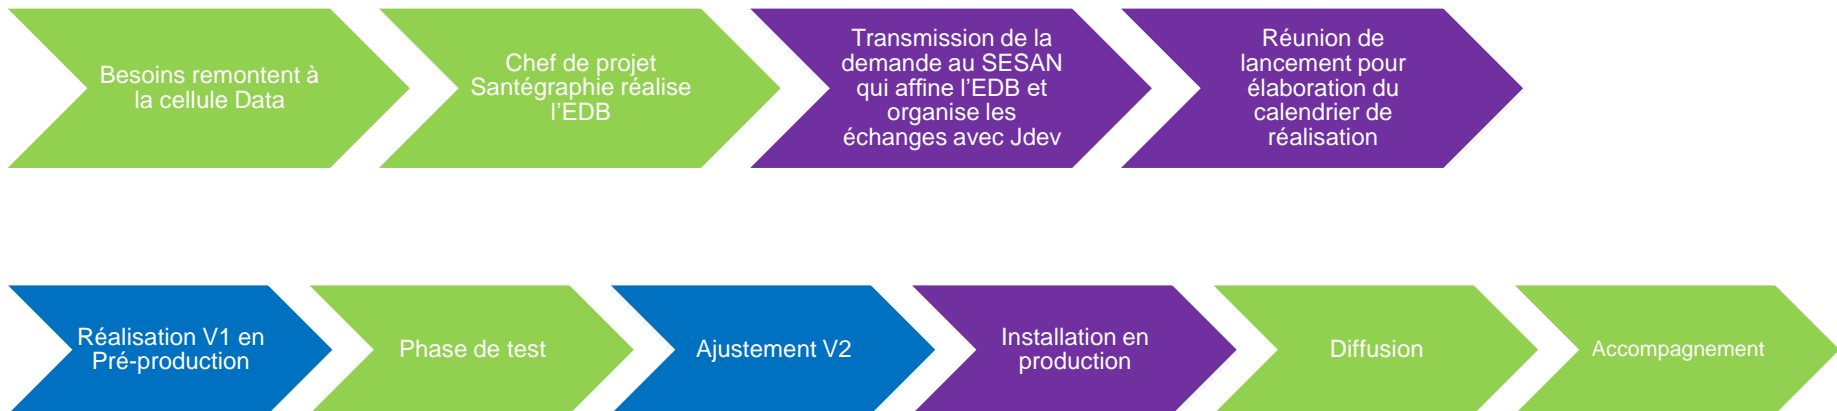 Besoins remontent à
la cellule Data
Chef de projet
Santégraphie réalise
l’EDB
Transmission de la
demande au SESAN
qui affine l’EDB et
organise les
échanges avec Jdev
Réunion de
lancement pour
élaboration du
calendrier de
réalisation
Réalisation V1 en
Pré-production
Phase de test
Ajustement V2
Installation en
production
Diffusion
Accompagnement